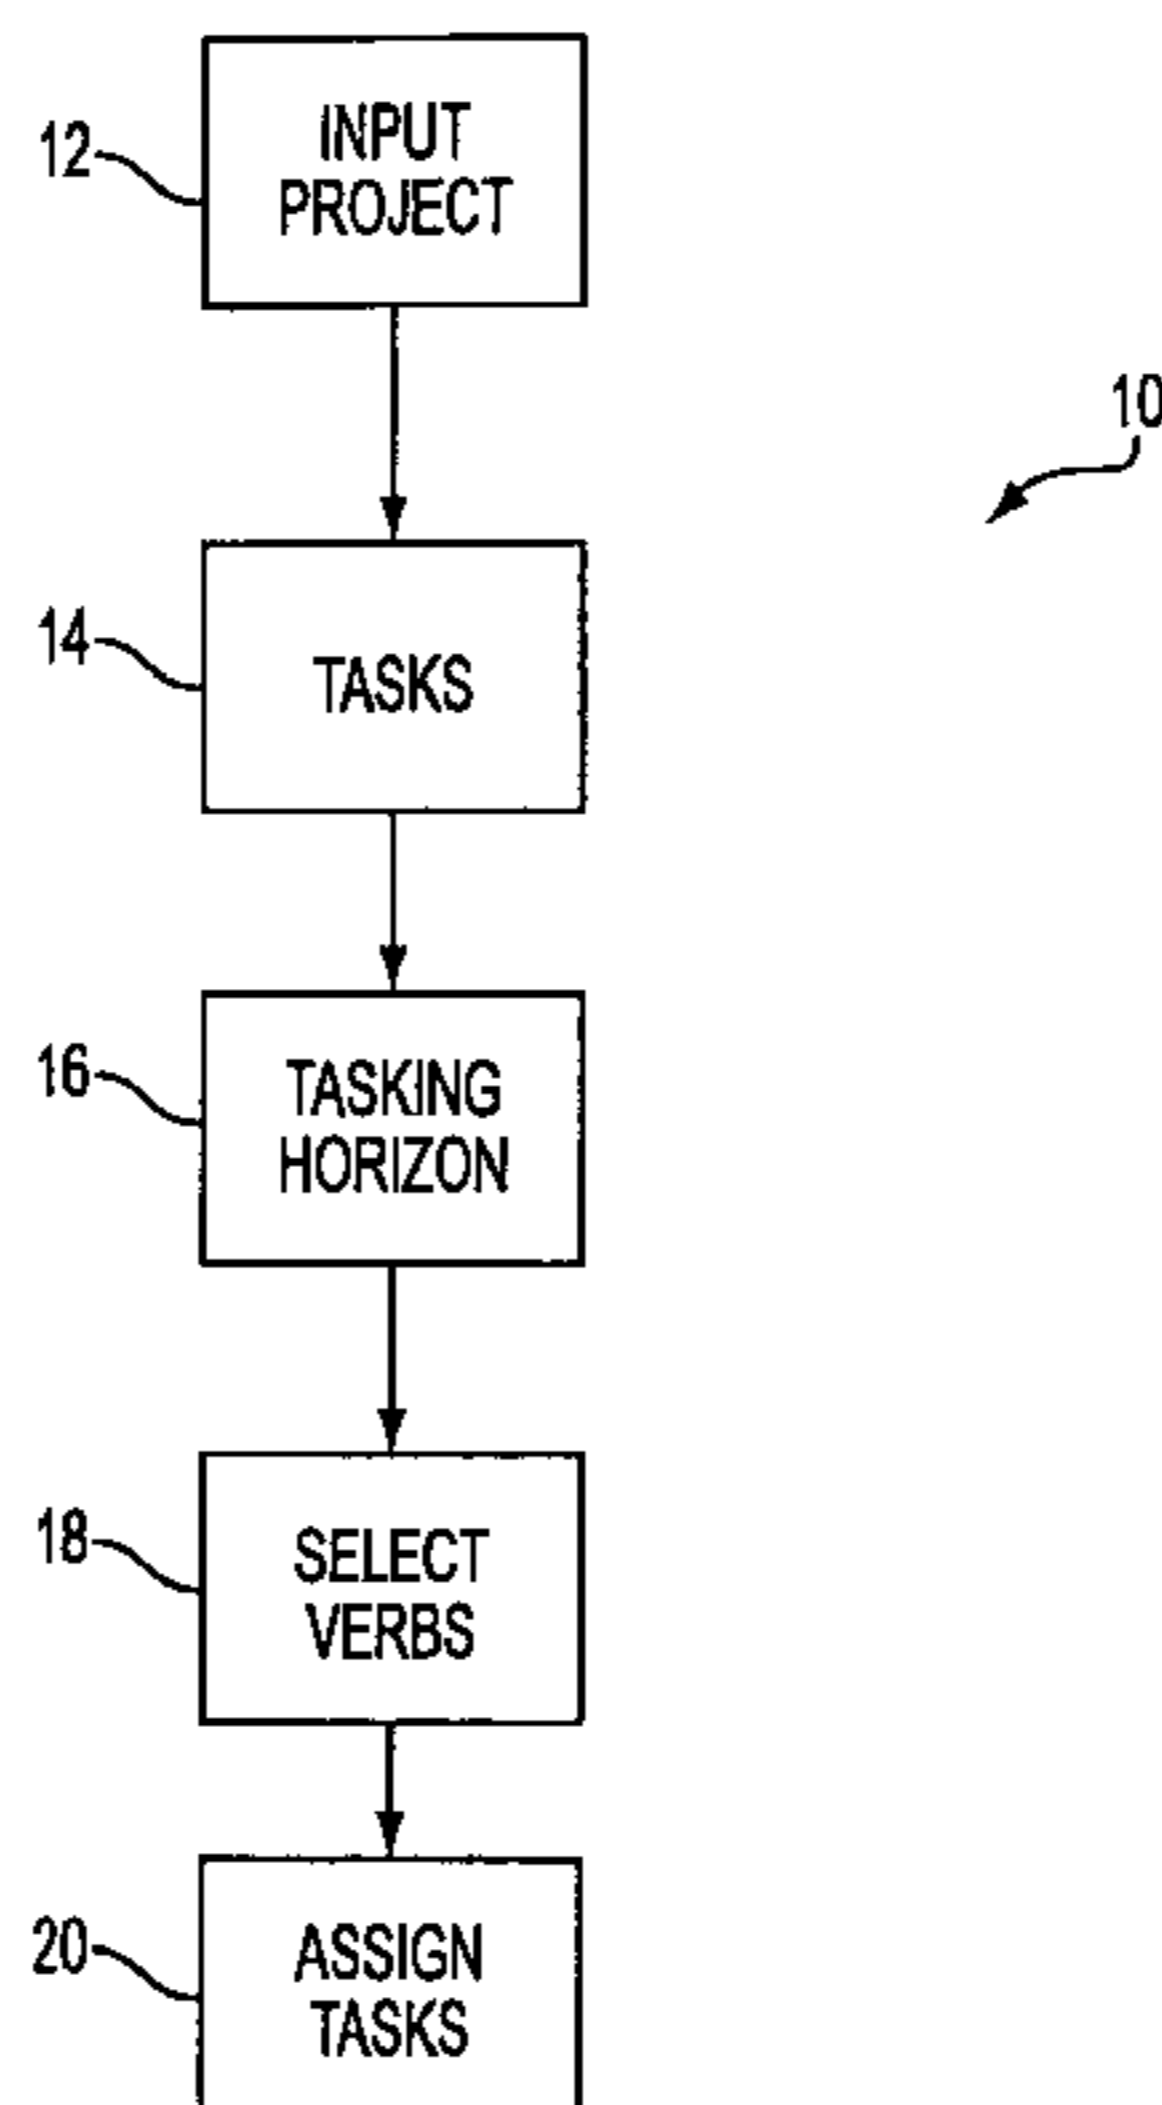 12
INPUT
PROJECT
10
14
TASKS
16
TASKING
HORIZON
18
SELECT
VERBS
20
ASSIGN
TASKS